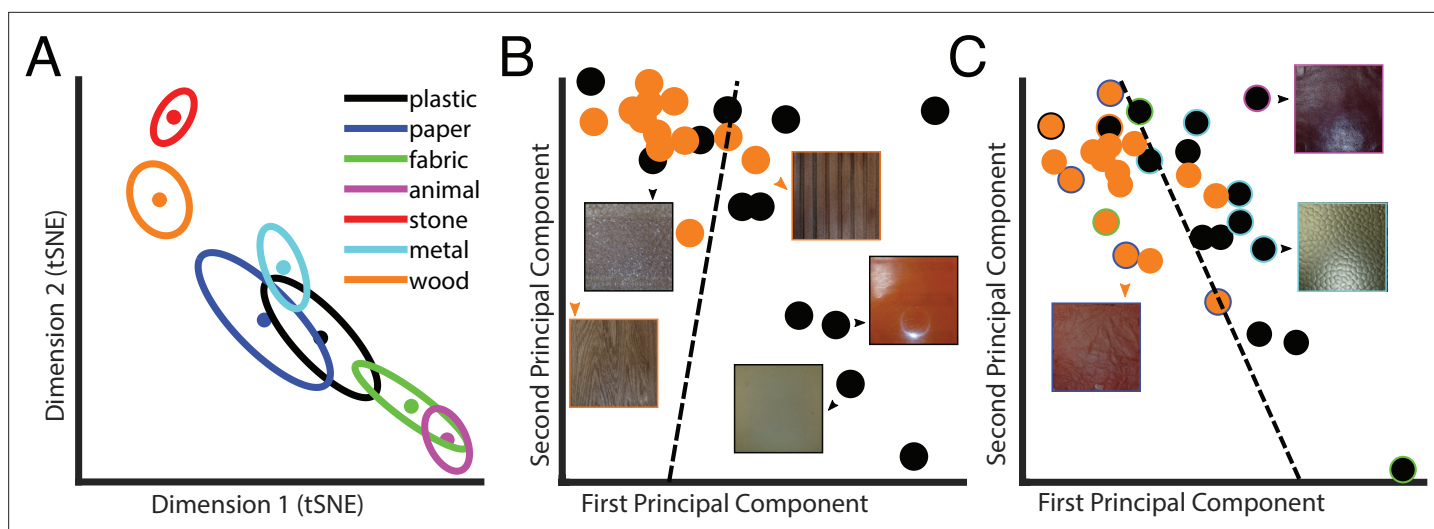 A
Dimension 2 (tSNE)
plastic
paper
fabric
animal
stone
metal
wood
Dimension 1 (tSNE)
B
Second Principal Component
First Principal Component
C
Second Principal Component
First Principal Component